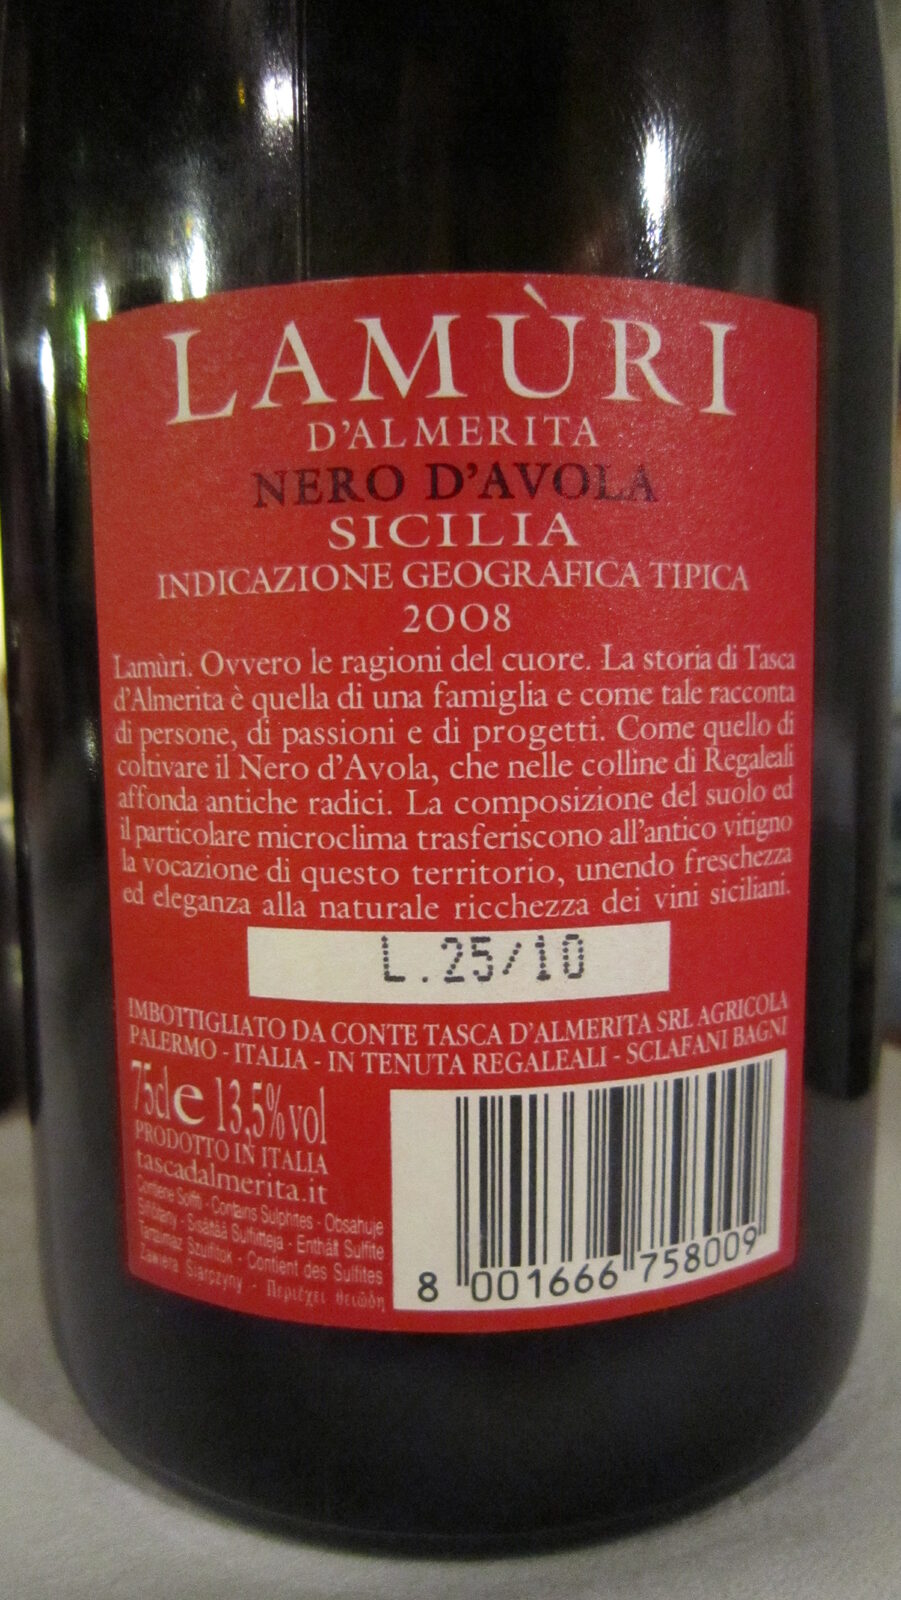 LAMÙRI
D'ALMERITA
NERO D'AVOLA
SICILIA
INDICAZIONE GEOGRAFICA TIPICA
2008
Lamùri. Ovvero le ragioni del cuore. La storia di Tasca
d'Almerita è quella di una famiglia e come tale racconta
di persone, di passioni e di progetti. Come quello di
coltivare il Nero d'Avola, che nelle colline di Regaleali
affonda antiche radici. La composizione del suolo ed
il particolare microclima trasferiscono all'antico vitigno
la vocazione di questo territorio, unendo freschezza
ed eleganza alla naturale ricchezza dei vini siciliani.
L.25/10
IMBOTTIGLIATO DA CONTE TASCA D'ALMERITA SRL AGRICOLA
PALERMO - ITALIA - IN TENUTA REGALEALI - SCLAFANI BAGNI
75cl e 13,5% vol
PRODOTTO IN ITALIA
tascadalmerita.it
Contiene Solfiti - Contains Sulphites - Obsahuje
Siřičitany - Sisältää Sulfiitteja - Enthält Sulfite
Tartalmaz Szulfitok - Contient des Sulfites
Zawiera Siarczyny - Περιέχει θειώδη
8 001666 758009